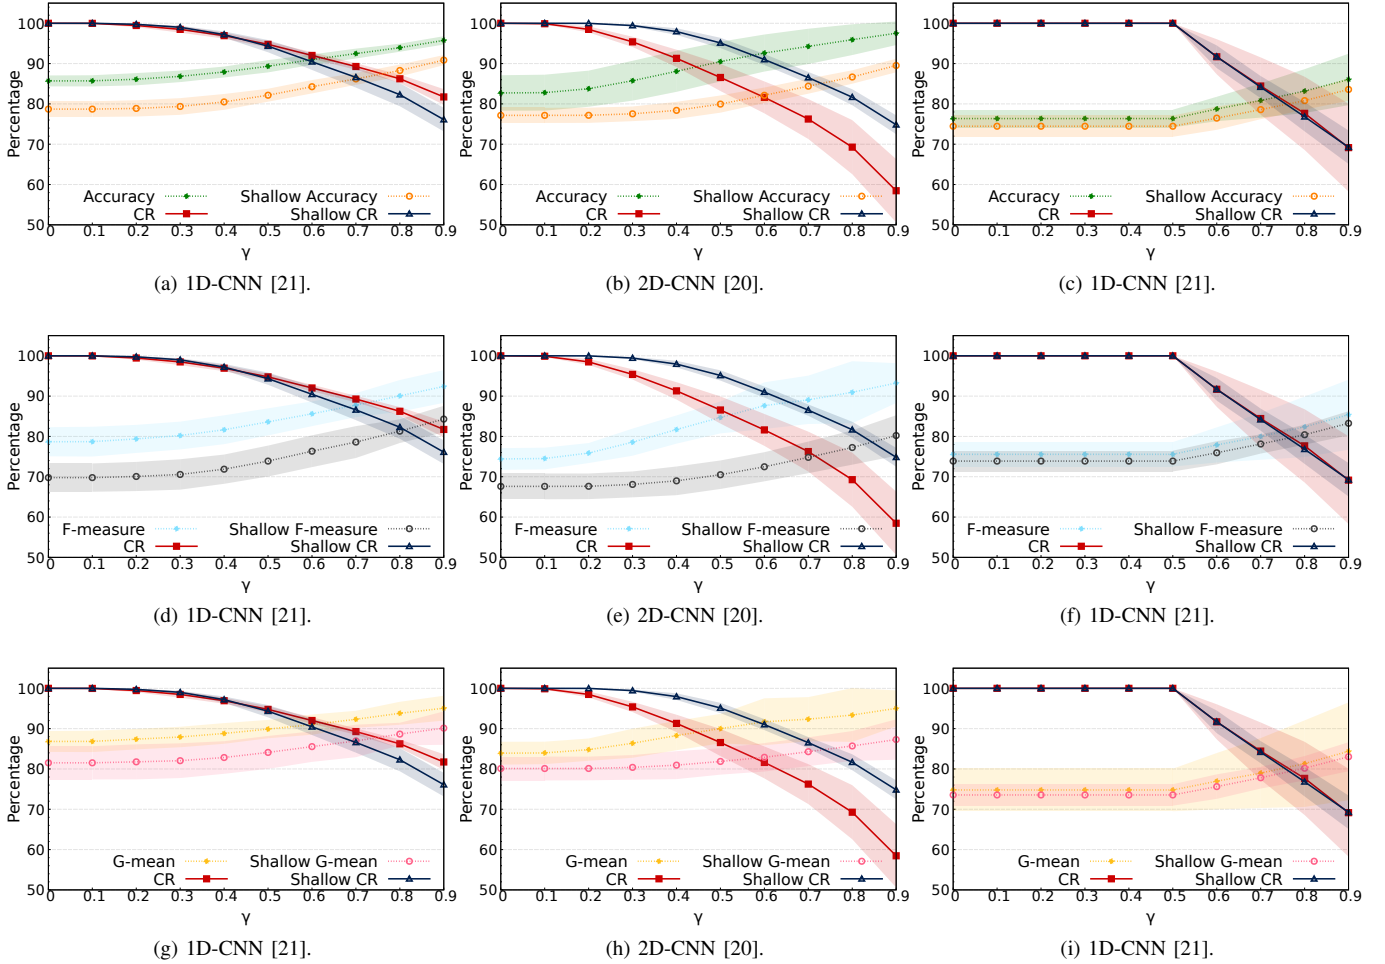 100
90
80
70
60
50
Percentage
Accuracy
CR
Shallow Accuracy
Shallow CR
0 0.1 0.2 0.3 0.4 0.5 0.6 0.7 0.8 0.9
γ
(a) 1D-CNN [21].
100
90
80
70
60
50
Percentage
Accuracy
CR
Shallow Accuracy
Shallow CR
0 0.1 0.2 0.3 0.4 0.5 0.6 0.7 0.8 0.9
γ
(b) 2D-CNN [20].
100
90
80
70
60
50
Percentage
Accuracy
CR
Shallow Accuracy
Shallow CR
0 0.1 0.2 0.3 0.4 0.5 0.6 0.7 0.8 0.9
γ
(c) 1D-CNN [21].
100
90
80
70
60
50
Percentage
F-measure
CR
Shallow F-measure
Shallow CR
0 0.1 0.2 0.3 0.4 0.5 0.6 0.7 0.8 0.9
γ
(d) 1D-CNN [21].
100
90
80
70
60
50
Percentage
F-measure
CR
Shallow F-measure
Shallow CR
0 0.1 0.2 0.3 0.4 0.5 0.6 0.7 0.8 0.9
γ
(e) 2D-CNN [20].
100
90
80
70
60
50
Percentage
F-measure
CR
Shallow F-measure
Shallow CR
0 0.1 0.2 0.3 0.4 0.5 0.6 0.7 0.8 0.9
γ
(f) 1D-CNN [21].
100
90
80
70
60
50
Percentage
G-mean
CR
Shallow G-mean
Shallow CR
0 0.1 0.2 0.3 0.4 0.5 0.6 0.7 0.8 0.9
γ
(g) 1D-CNN [21].
100
90
80
70
60
50
Percentage
G-mean
CR
Shallow G-mean
Shallow CR
0 0.1 0.2 0.3 0.4 0.5 0.6 0.7 0.8 0.9
γ
(h) 2D-CNN [20].
100
90
80
70
60
50
Percentage
G-mean
CR
Shallow G-mean
Shallow CR
0 0.1 0.2 0.3 0.4 0.5 0.6 0.7 0.8 0.9
γ
(i) 1D-CNN [21].